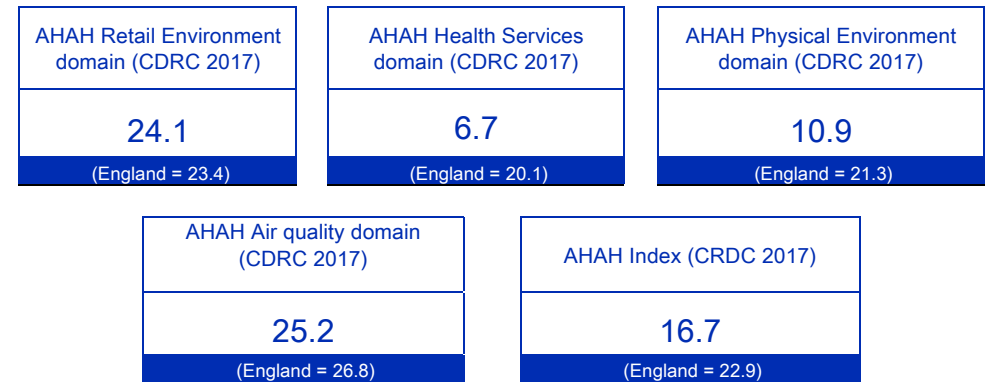 AHAH Retail Environment
domain (CDRC 2017)
24.1
(England = 23.4)
AHAH Health Services
domain (CDRC 2017)
6.7
(England = 20.1)
AHAH Physical Environment
domain (CDRC 2017)
10.9
(England = 21.3)
AHAH Air quality domain
(CDRC 2017)
25.2
(England = 26.8)
AHAH Index (CRDC 2017)
16.7
(England = 22.9)